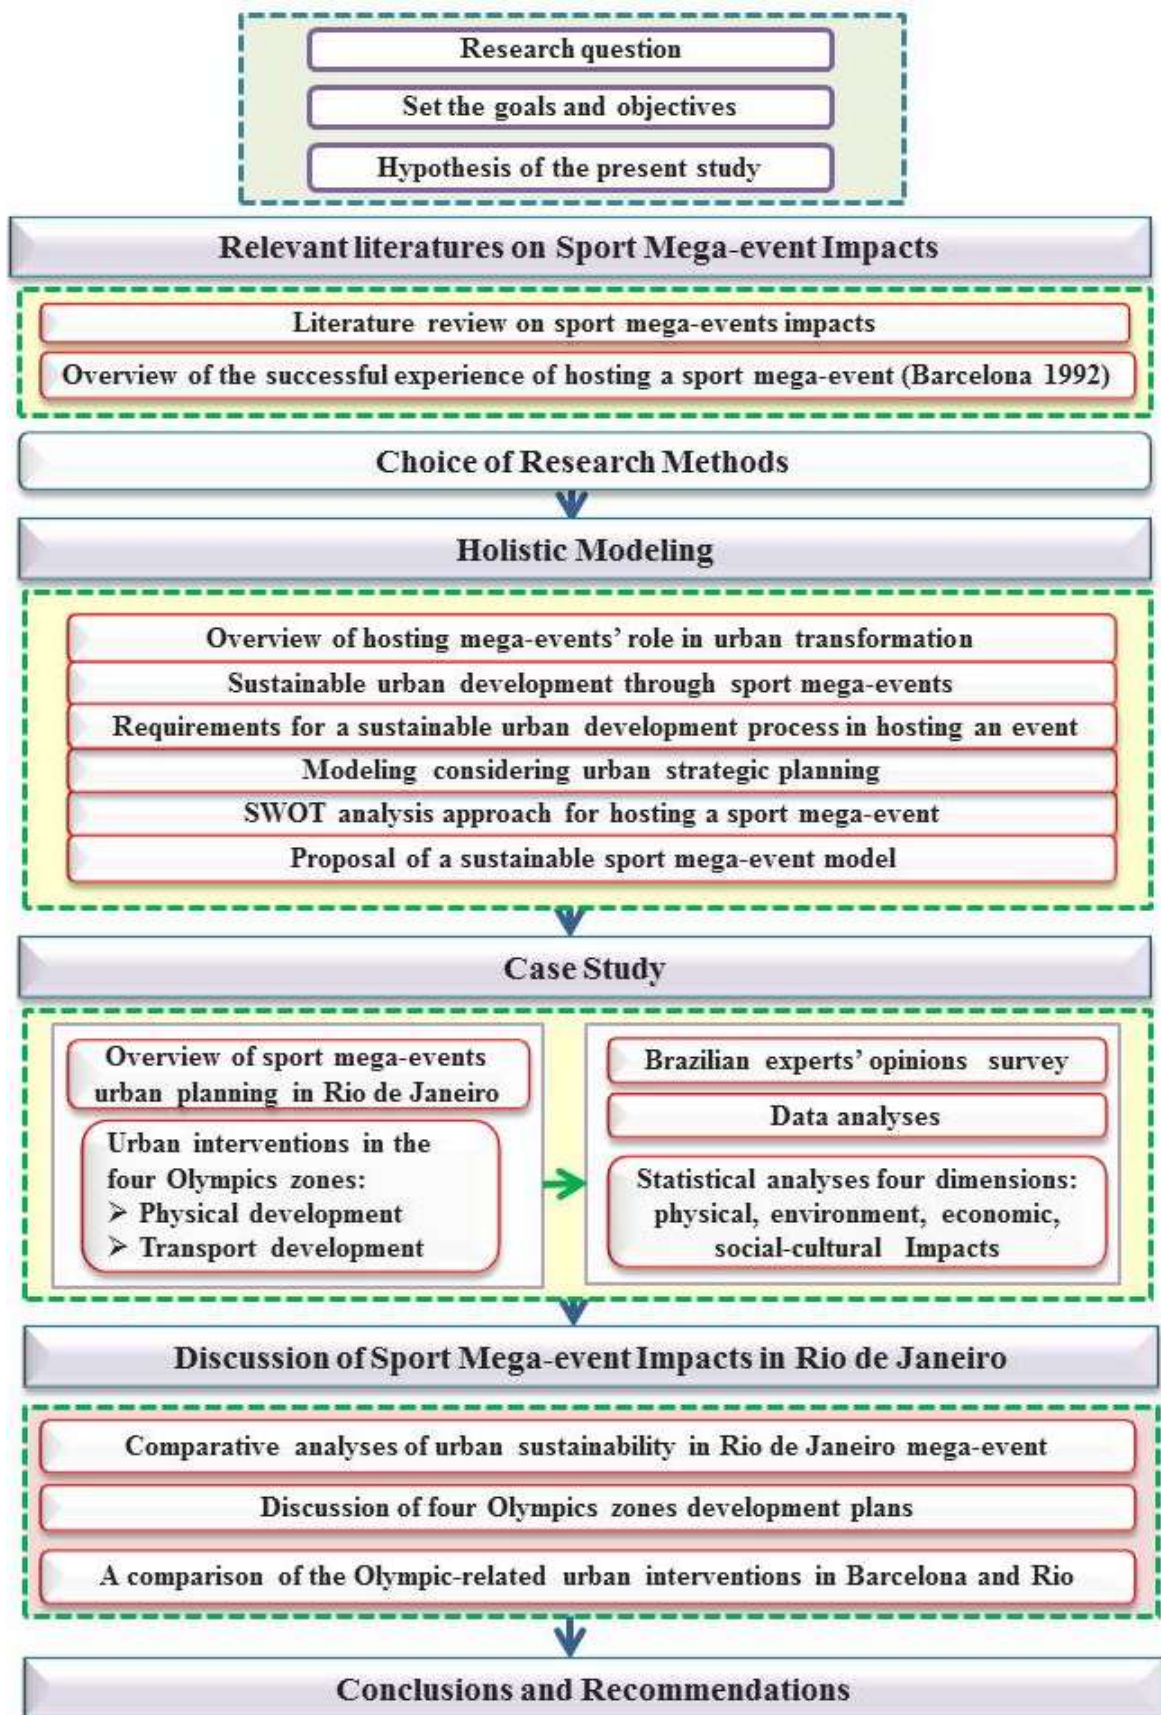 Research question
Set the goals and objectives
Hypothesis of the present study
Relevant literatures on Sport Mega-event Impacts
Literature review on sport mega-events impacts
Overview of the successful experience of hosting a sport mega-event (Barcelona 1992)
Choice of Research Methods
Holistic Modeling
Overview of hosting mega-events’ role in urban transformation
Sustainable urban development through sport mega-events
Requirements for a sustainable urban development process in hosting an event
Modeling considering urban strategic planning
SWOT analysis approach for hosting a sport mega-event
Proposal of a sustainable sport mega-event model
Case Study
Overview of sport mega-events
urban planning in Rio de Janeiro
Urban interventions in the
four Olympics zones:
➢ Physical development
➢ Transport development
Brazilian experts’ opinions survey
Data analyses
Statistical analyses four dimensions:
physical, environment, economic,
social-cultural Impacts
Discussion of Sport Mega-event Impacts in Rio de Janeiro
Comparative analyses of urban sustainability in Rio de Janeiro mega-event
Discussion of four Olympics zones development plans
A comparison of the Olympic-related urban interventions in Barcelona and Rio
Conclusions and Recommendations